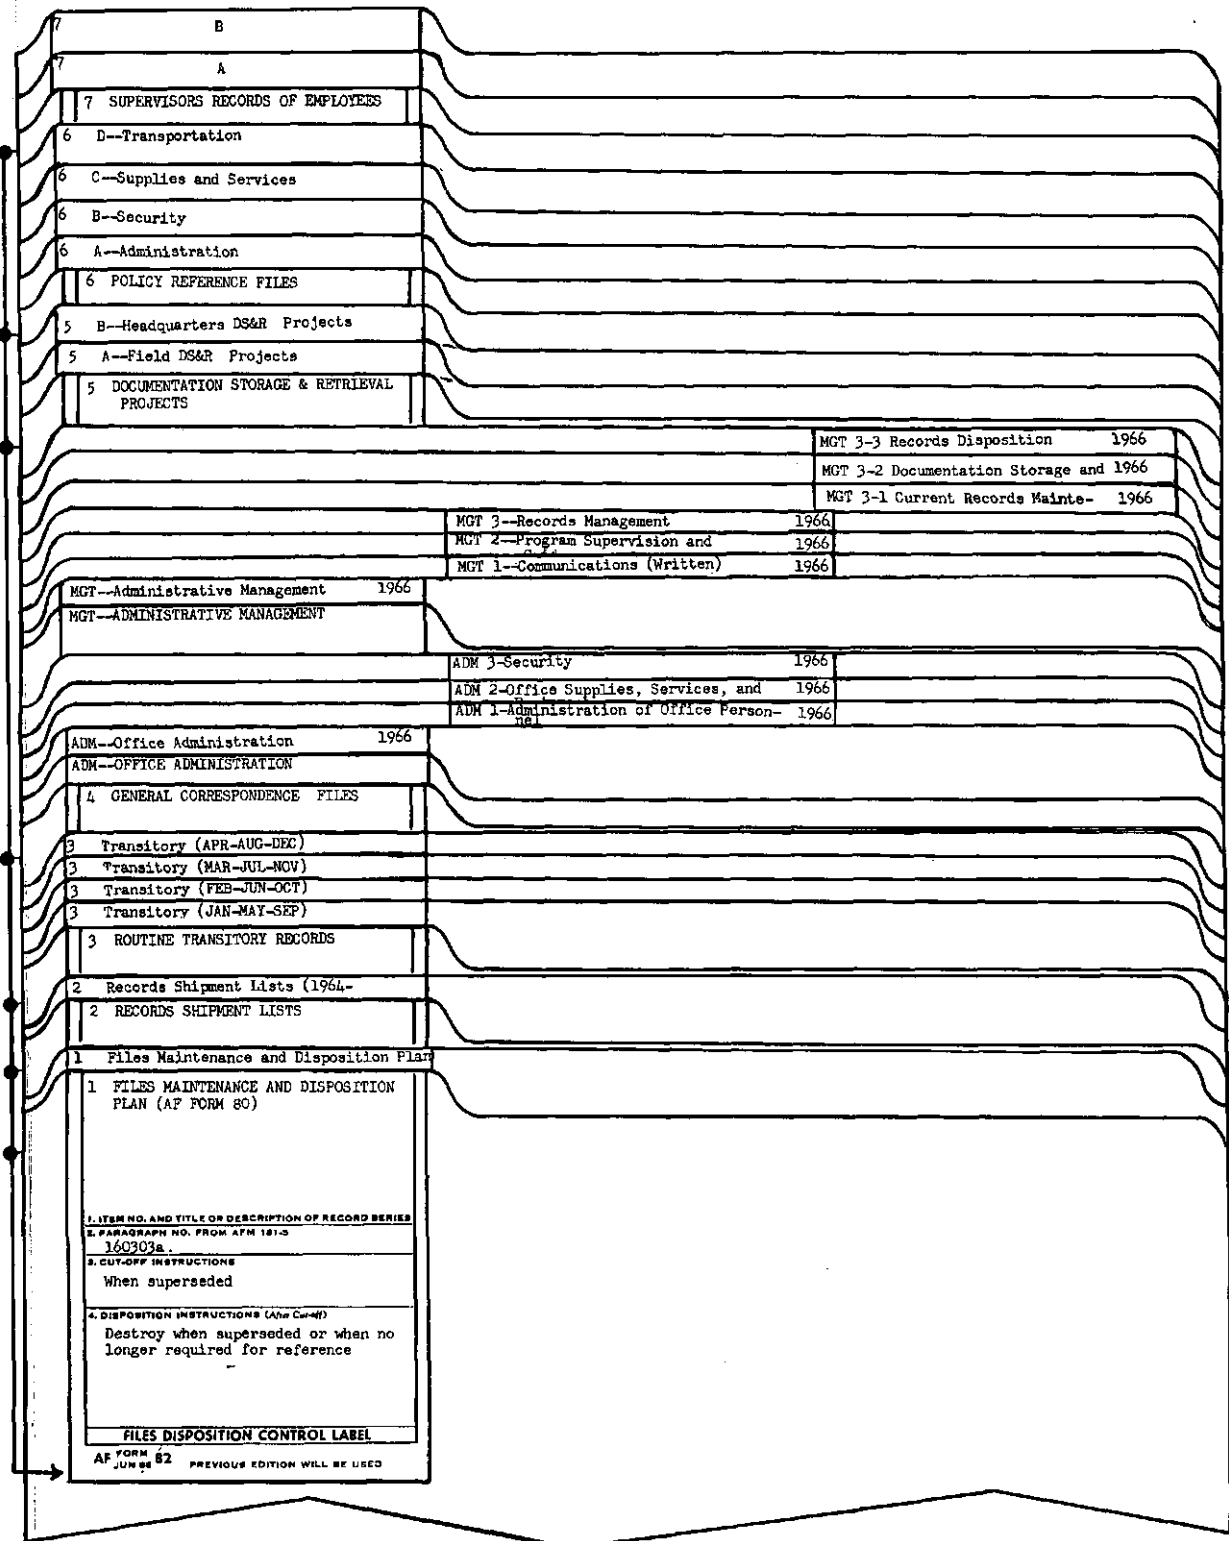 7 B
7 A
7 SUPERVISORS RECORDS OF EMPLOYEES
6 D--Transportation
6 C--Supplies and Services
6 B--Security
6 A--Administration
6 POLICY REFERENCE FILES
5 B--Headquarters DS&R Projects
5 A--Field DS&R Projects
5 DOCUMENTATION STORAGE & RETRIEVAL
PROJECTS
MGT 3-3 Records Disposition 1966
MGT 3-2 Documentation Storage and 1966
MGT 3-1 Current Records Mainte- 1966
MGT 3--Records Management 1966
MGT 2--Program Supervision and 1966
MGT 1--Communications (Written) 1966
MGT--Administrative Management 1966
MGT--ADMINISTRATIVE MANAGEMENT
ADM 3-Security 1966
ADM 2-Office Supplies, Services, and 1966
ADM 1-Administration of Office Person- 1966
nel
ADM--Office Administration 1966
ADM--OFFICE ADMINISTRATION
4 GENERAL CORRESPONDENCE FILES
3 Transitory (APR-AUG-DEC)
3 Transitory (MAR-JUL-NOV)
3 Transitory (FEB-JUN-OCT)
3 Transitory (JAN-MAY-SEP)
3 ROUTINE TRANSITORY RECORDS
2 Records Shipment Lists (1964-
2 RECORDS SHIPMENT LISTS
1 Files Maintenance and Disposition Plan
1 FILES MAINTENANCE AND DISPOSITION
PLAN (AF FORM 80)
1. ITEM NO. AND TITLE OR DESCRIPTION OF RECORD SERIES
2. PARAGRAPH NO. FROM AFM 181-5
160303a.
3. CUT-OFF INSTRUCTIONS
When superseded
4. DISPOSITION INSTRUCTIONS (After Cut-off)
Destroy when superseded or when no
longer required for reference
FILES DISPOSITION CONTROL LABEL
AF FORM 82 PREVIOUS EDITION WILL BE USED
JUN